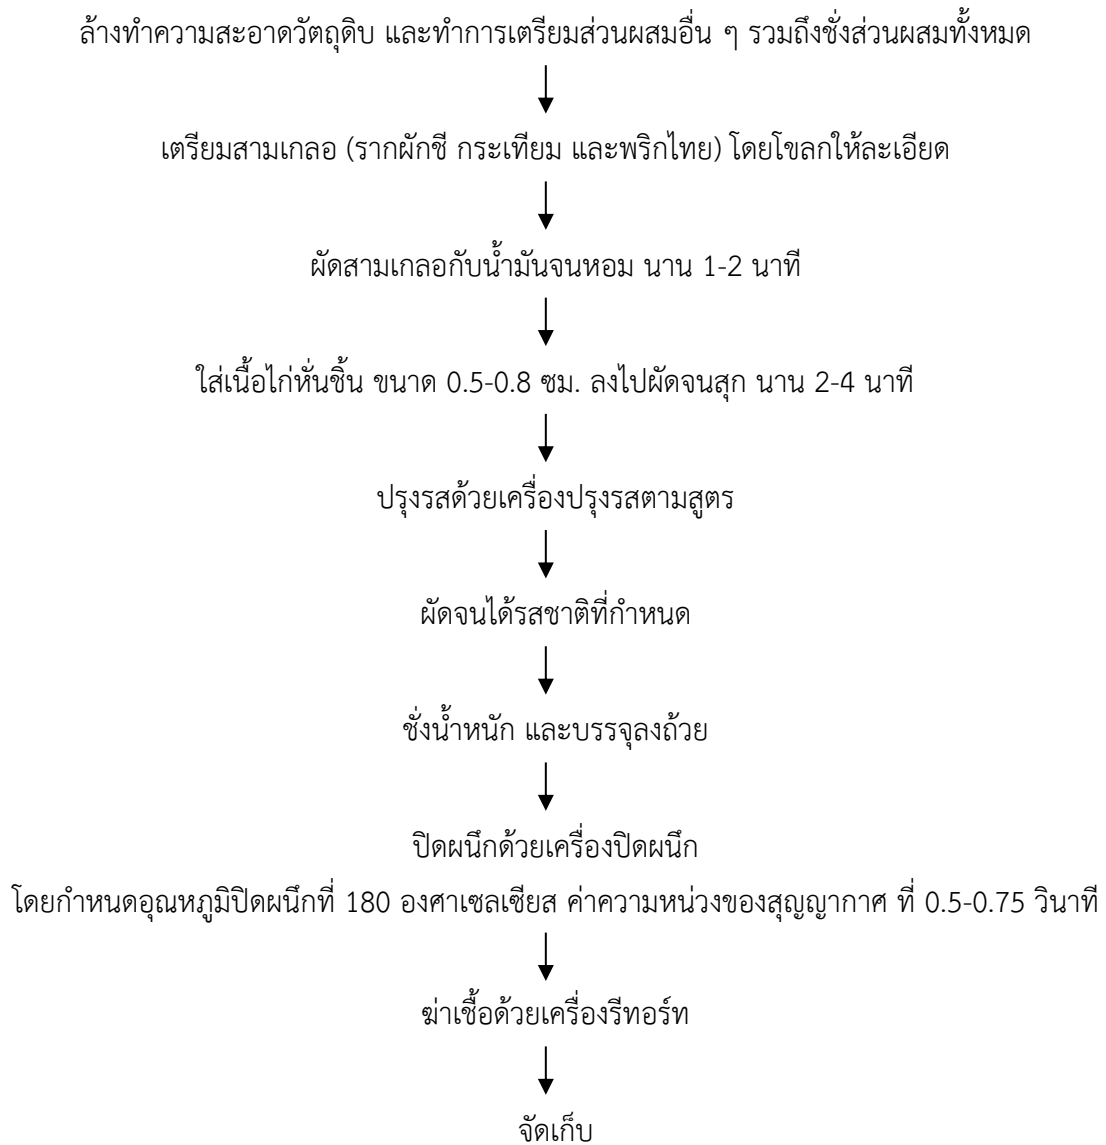 ล้างทำความสะอาดวัตถุดิบ และทำการเตรียมส่วนผสมอื่น ๆ รวมถึงชั่งส่วนผสมทั้งหมด
เตรียมสามเกลอ (รากผักชี กระเทียม และพริกไทย) โดยโขลกให้ละเอียด
ผัดสามเกลอกับน้ำมันจนหอม นาน 1-2 นาที
ใส่เนื้อไก่หั่นชิ้น ขนาด 0.5-0.8 ซม. ลงไปผัดจนสุก นาน 2-4 นาที
ปรุงรสด้วยเครื่องปรุงรสตามสูตร
ผัดจนได้รสชาติที่กำหนด
ชั่งน้ำหนัก และบรรจุลงถ้วย
ปิดผนึกด้วยเครื่องปิดผนึก
โดยกำหนดอุณหภูมิปิดผนึกที่ 180 องศาเซลเซียส ค่าความหน่วงของสุญญากาศ ที่ 0.5-0.75 วินาที
ฆ่าเชื้อด้วยเครื่องรีทอร์ท
จัดเก็บ